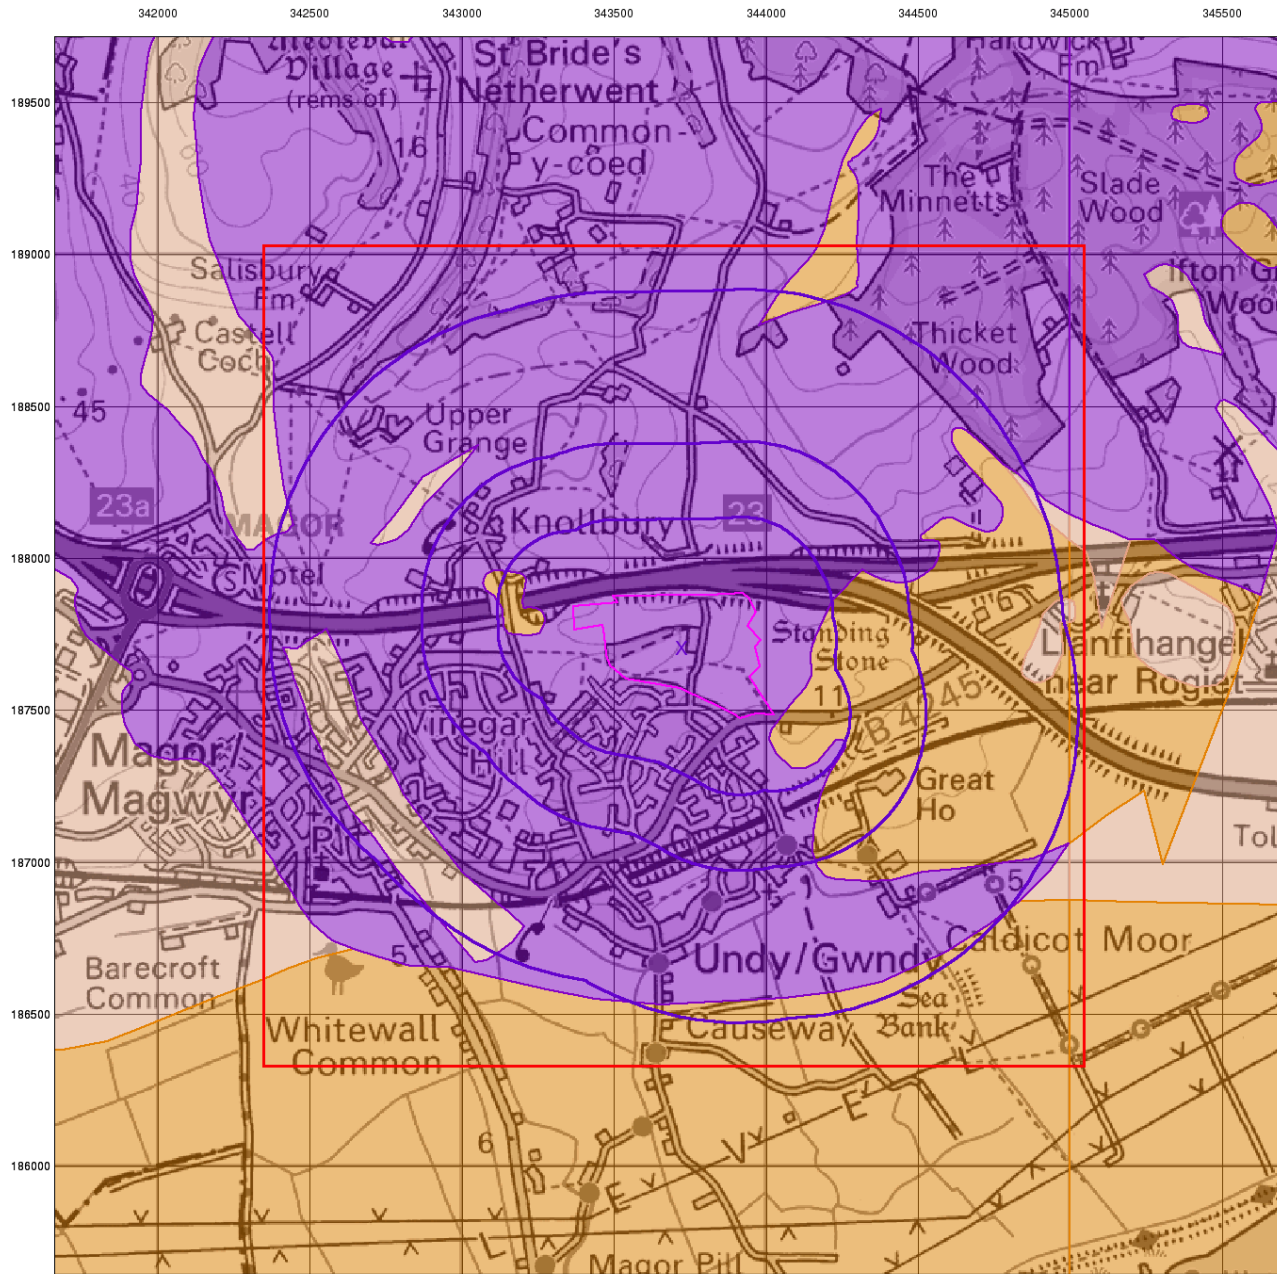 342000 342500 343000 343500 344000 344500 345000 345500
189500
189000
188500
188000
187500
187000
186500
186000
Medieval
Village
(rems of)
St Bride's
Netherwent
Common-
y-coed
16
Hardwick
Fm
The
Minnetts
Slade
Wood
Salisbury
Fm
Castell
Coch
Ifton G
Woo
Thicket
Wood
45
Upper
Grange
23a
MAGOR
S
Motel
Knollbury
23
X
Standing
Stone
11
6
Llanfihangel
near Rogiet
B 4245
Vinegar
Hill
Magor/
Magwyr
P
Great
Ho
Tol
5
5
Barecroft
Common
Undy/Gwndy
Caldicot Moor
Whitewall
Common
Causeway
Sea
Bank
6
E
V
E
L
L
Magor Pill